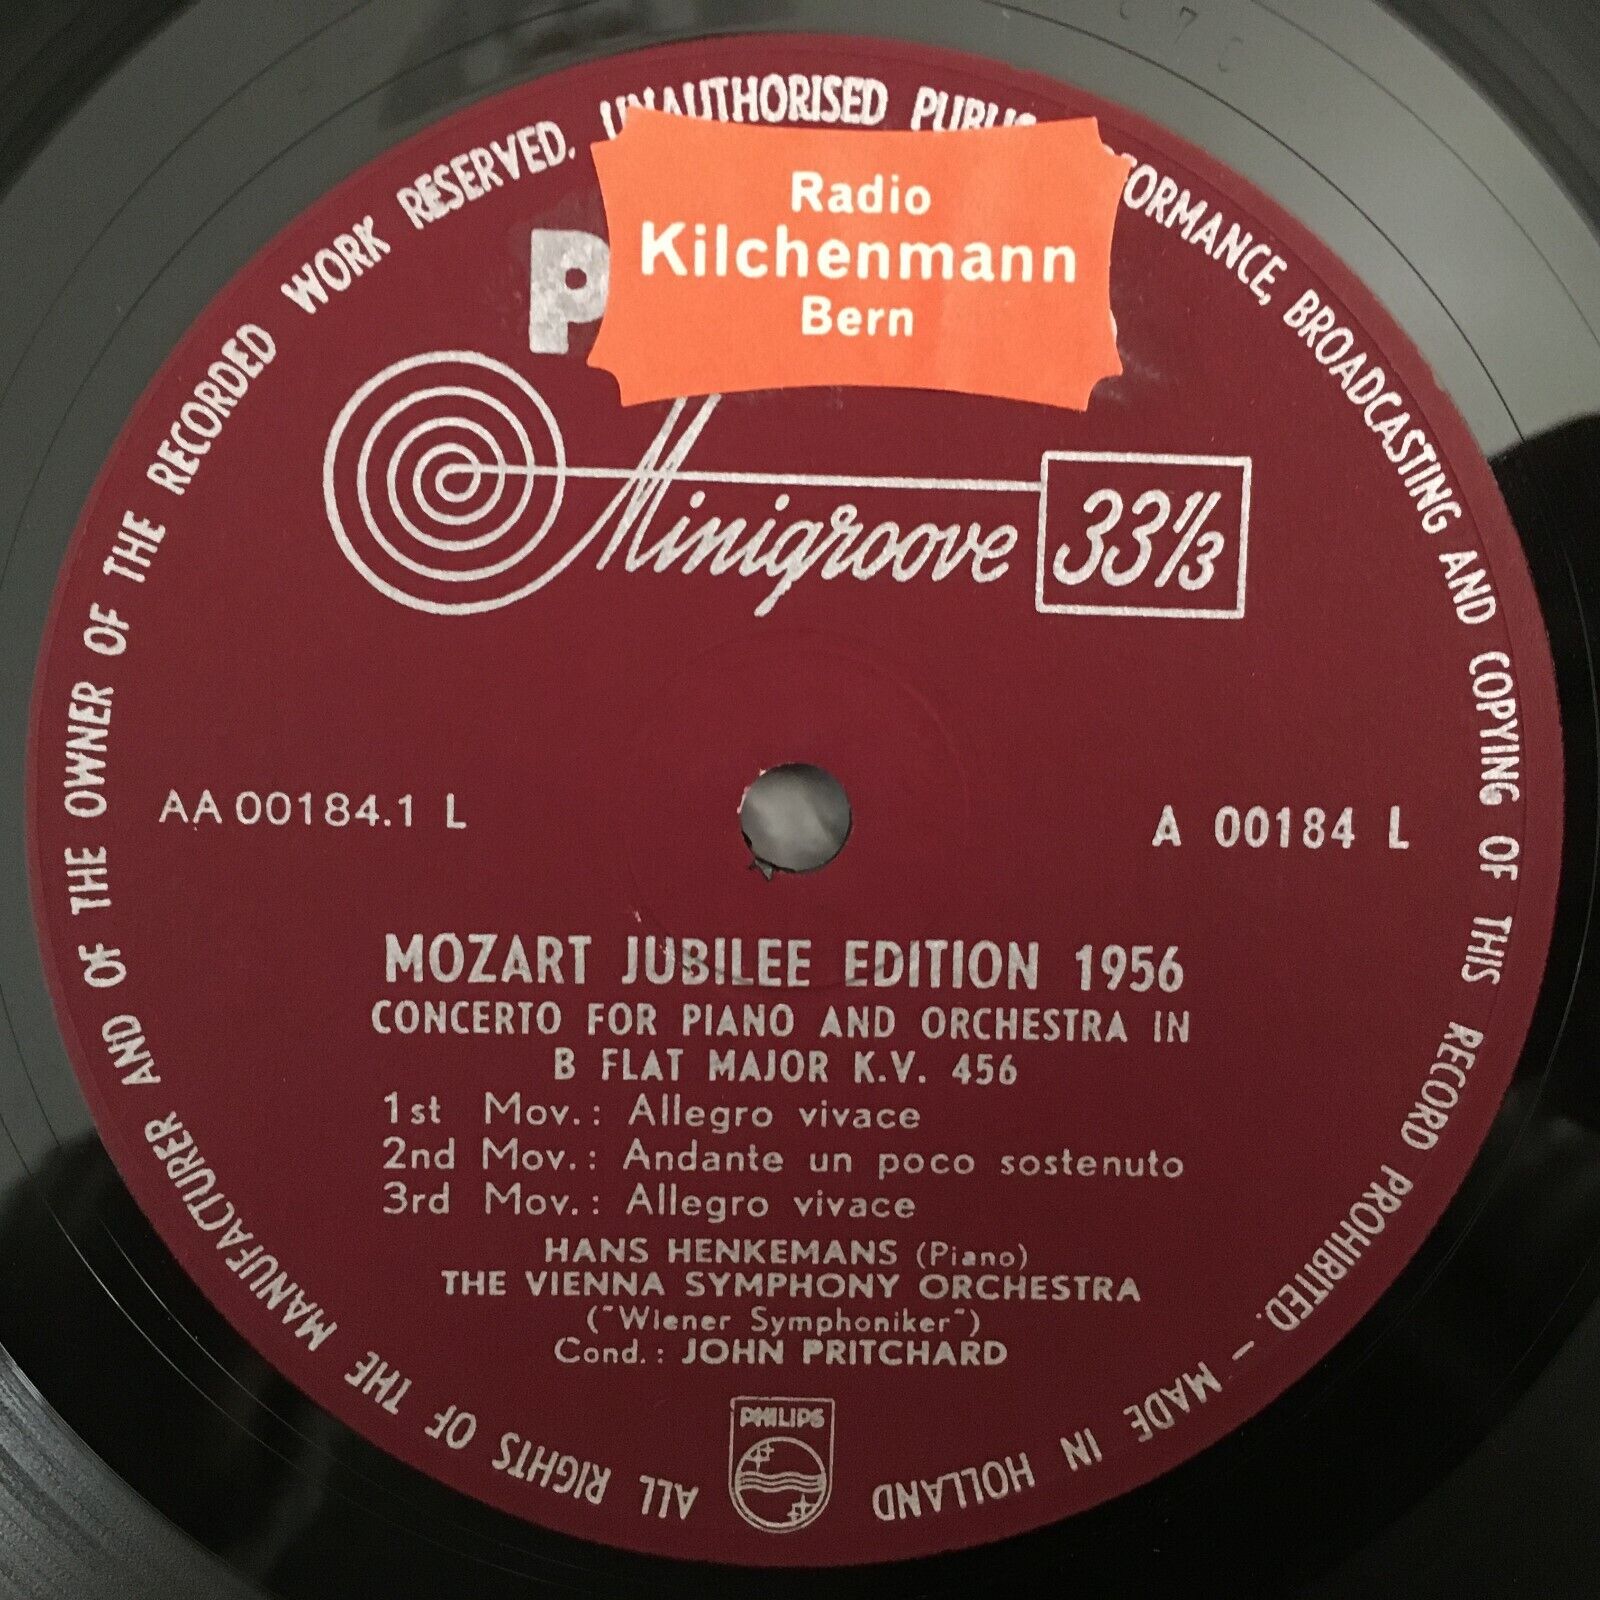 Radio
Kilchenmann
Bern
Minigroove 33 1/3
AA 00184.1 L
A 00184 L
MOZART JUBILEE EDITION 1956
CONCERTO FOR PIANO AND ORCHESTRA IN
B FLAT MAJOR K.V. 456
1st Mov.: Allegro vivace
2nd Mov.: Andante un poco sostenuto
3rd Mov.: Allegro vivace
HANS HENKEMANS (Piano)
THE VIENNA SYMPHONY ORCHESTRA
("Wiener Symphoniker")
Cond.: JOHN PRITCHARD
PHILIPS
ALL RIGHTS OF THE MANUFACTURER AND OF THE OWNER OF THE RECORDED WORK RESERVED. UNAUTHORISED BROADCASTING AND COPYING OF THIS RECORD PROHIBITED. – MADE IN HOLLAND